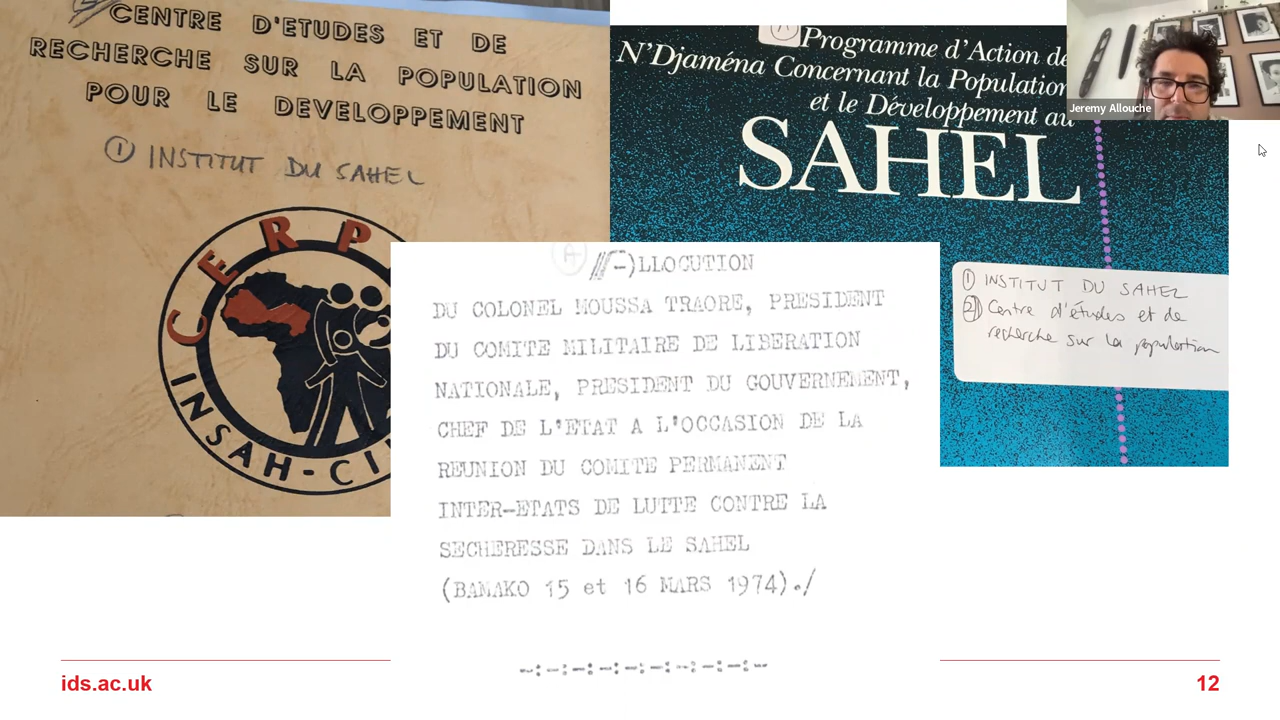 CENTRE D'ETUDES ET DE
RECHERCHE SUR LA POPULATION
POUR LE DEVELOPPEMENT
① INSTITUT DU SAHEL
CERP
INSAH-CI
Programme d'Action de
N'Djaména Concernant la Population
et le Développement au
SAHEL
① INSTITUT DU SAHEL
② Centre d'études et de
recherche sur la population
Jeremy Allouche
(A)
//(-)LLOCUTION
DU COLONEL MOUSSA TRAORE, PRESIDENT
DU COMITE MILITAIRE DE LIBERATION
NATIONALE, PRESIDENT DU GOUVERNEMENT,
CHEF DE L'ETAT A L'OCCASION DE LA
REUNION DU COMITE PERMANENT
INTER-ETATS DE LUTTE CONTRE LA
SECHERESSE DANS LE SAHEL
(BAMAKO 15 et 16 MARS 1974)./
-:-:-:-:-:-:-:-:-:-
ids.ac.uk
12